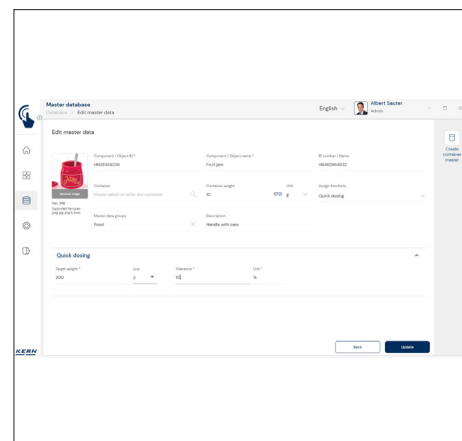 Master database
Database Edit master data
English
Albert Sauter
Admin
Edit master data
Component / Object ID *
Component / Object name *
ID number / Name
Fruit jam
Container
Container weight
Unit
Assign functions
Please select or enter the container
10
g
Quick dosing
Master data groups
Description
Food
Handle with care
Create
container
master
Quick dosing
Target weight *
Unit
Tolerance *
Unit *
200
10
%
Back
Update
KERN